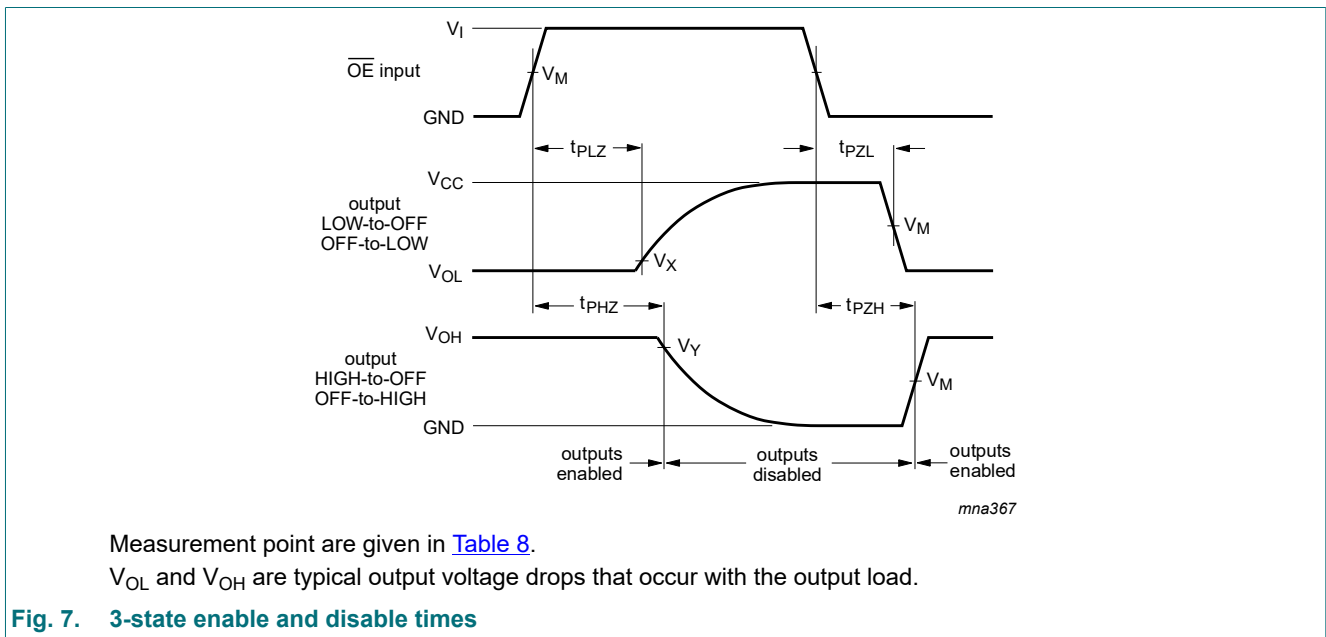 V_I
OE input
V_M
GND
t_PLZ
t_PZL
V_CC
output
LOW-to-OFF
OFF-to-LOW
V_M
V_X
V_OL
t_PHZ
t_PZH
V_OH
V_Y
output
HIGH-to-OFF
OFF-to-HIGH
V_M
GND
outputs
enabled
outputs
disabled
outputs
enabled
mna367
Measurement point are given in Table 8.
V_OL and V_OH are typical output voltage drops that occur with the output load.
Fig. 7. 3-state enable and disable times